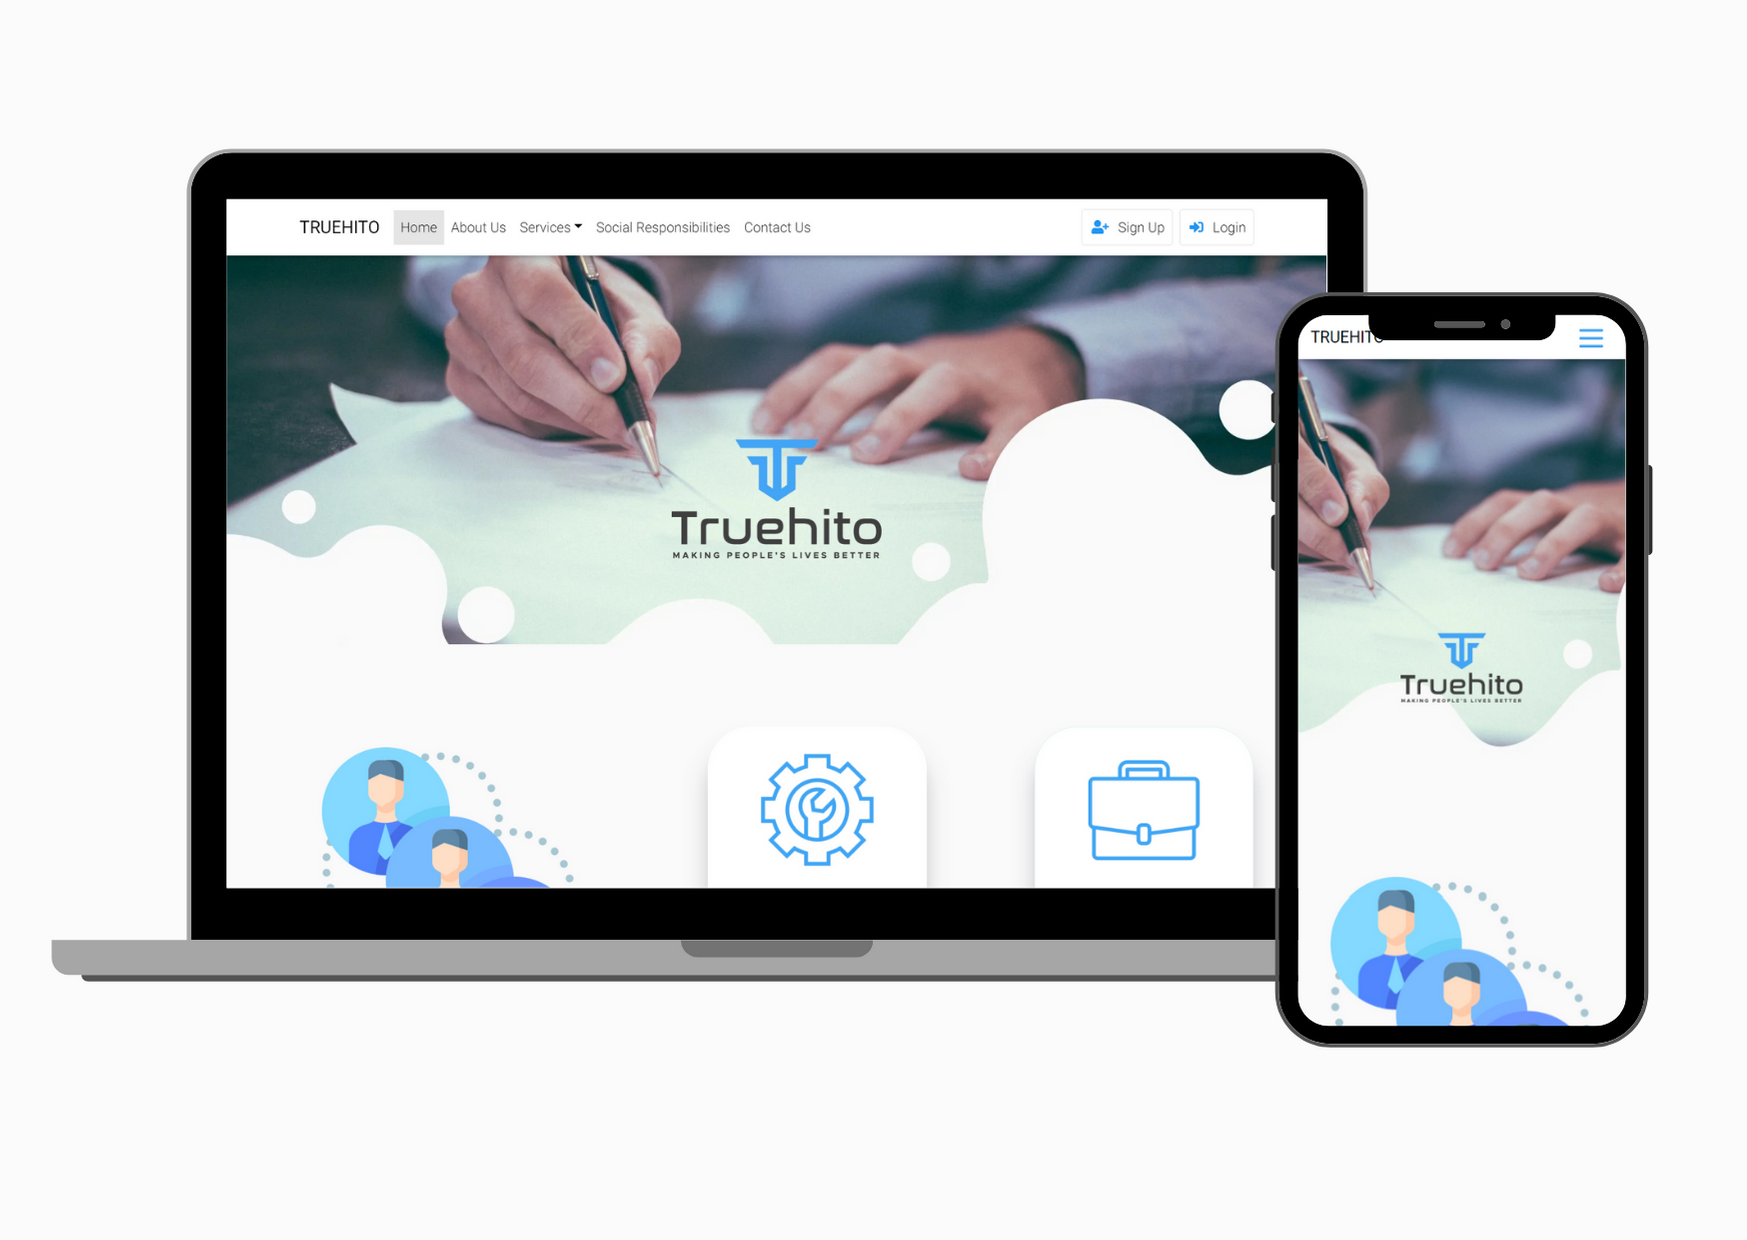 TRUEHITO Home About Us Services Social Responsibilities Contact Us Sign Up Login
Truehito
MAKING PEOPLE'S LIVES BETTER
TRUEHITO
Truehito
MAKING PEOPLE'S LIVES BETTER